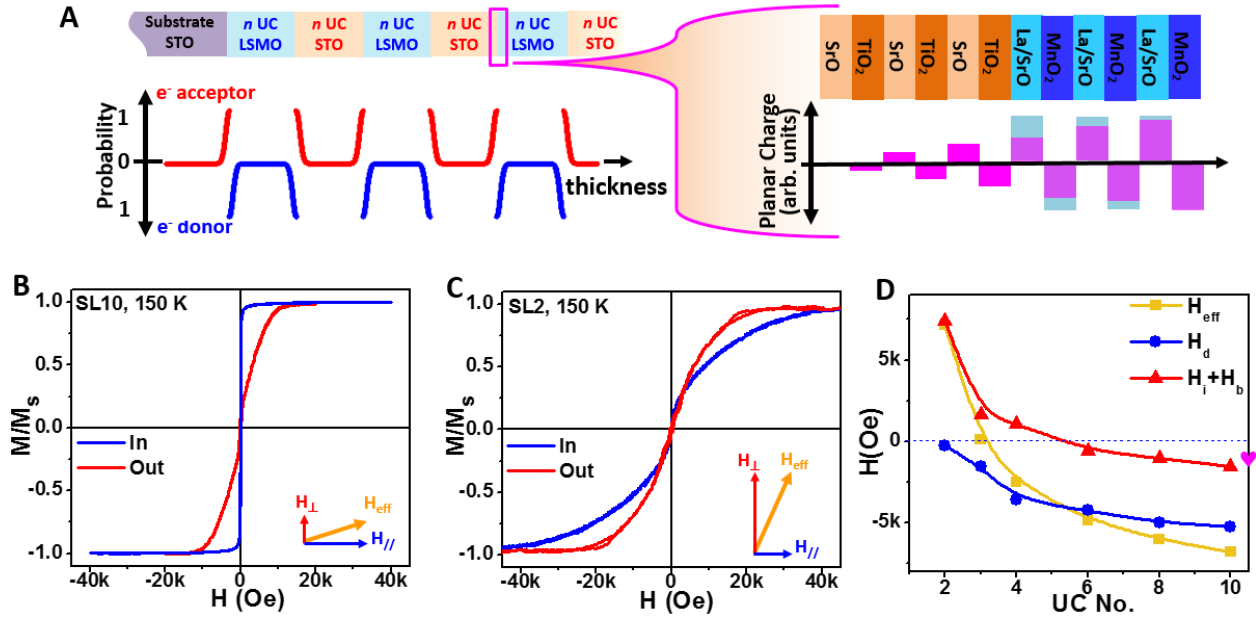 A
Substrate
STO
n UC
LSMO
n UC
STO
n UC
LSMO
n UC
STO
n UC
LSMO
n UC
STO
e⁻ acceptor
Probability
1
0
1
thickness
e⁻ donor
SrO
TiO₂
SrO
TiO₂
SrO
TiO₂
La/SrO
MnO₂
La/SrO
MnO₂
La/SrO
MnO₂
Planar Charge
(arb. units)
B
SL10, 150 K
M/Mₛ
1.0
0.5
0.0
-0.5
-1.0
In
Out
H⊥
Heff
H//
-40k -20k 0 20k 40k
H (Oe)
C
SL2, 150 K
M/Mₛ
1.0
0.5
0.0
-0.5
-1.0
In
Out
H⊥
Heff
H//
-40k -20k 0 20k 40k
H (Oe)
D
Heff
Hd
Hi+Hb
H(Oe)
5k
0
-5k
2 4 6 8 10
UC No.